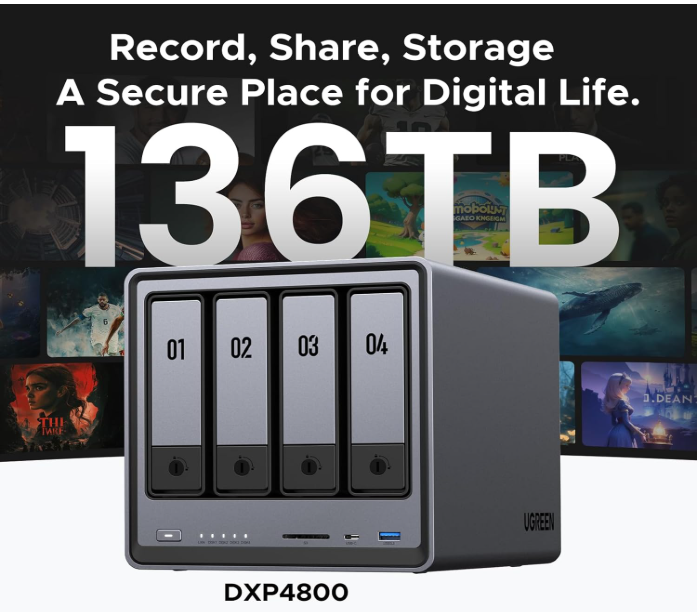 Record, Share, Storage
A Secure Place for Digital Life.
136TB
01 02 03 04
UGREEN
DXP4800